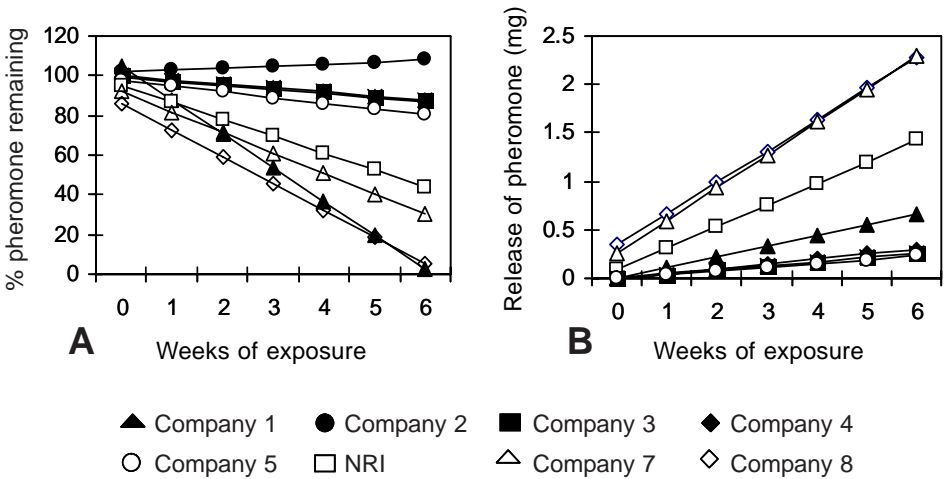 % pheromone remaining
120
100
80
60
40
20
0
0 1 2 3 4 5 6
A Weeks of exposure
Release of pheromone (mg)
2.5
2
1.5
1
0.5
0
0 1 2 3 4 5 6
B Weeks of exposure
Company 1 Company 2 Company 3 Company 4
Company 5 NRI Company 7 Company 8